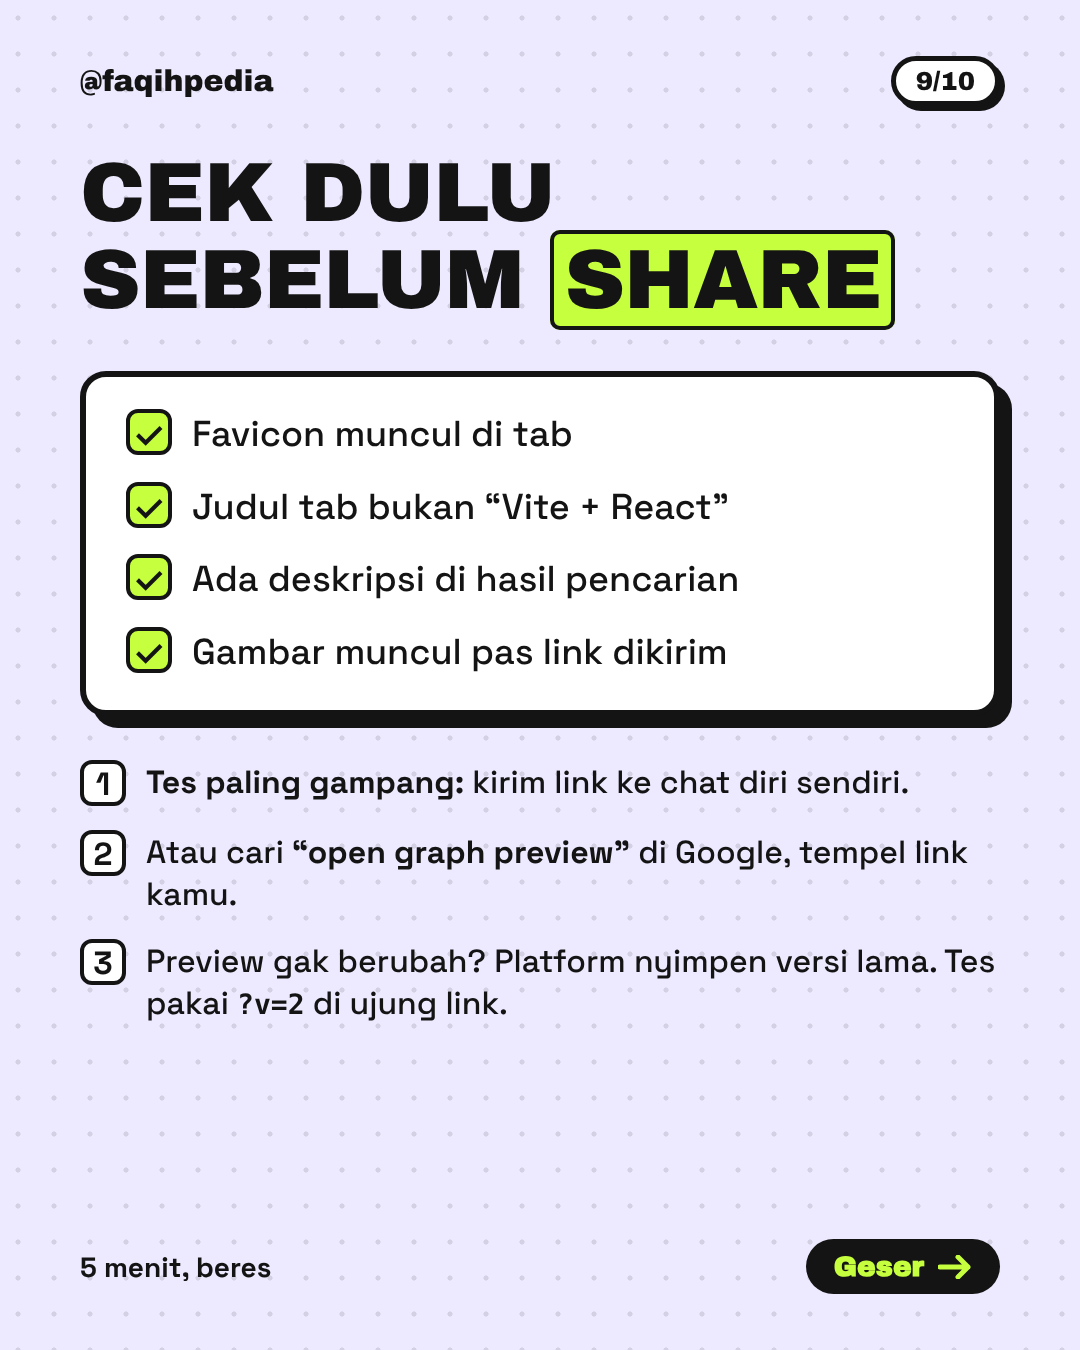 @faqihpedia
9/10
CEK DULU
SEBELUM SHARE
Favicon muncul di tab
Judul tab bukan “Vite + React”
Ada deskripsi di hasil pencarian
Gambar muncul pas link dikirim
1 Tes paling gampang: kirim link ke chat diri sendiri.
2 Atau cari “open graph preview” di Google, tempel link
kamu.
3 Preview gak berubah? Platform nyimpen versi lama. Tes
pakai ?v=2 di ujung link.
5 menit, beres
Geser →